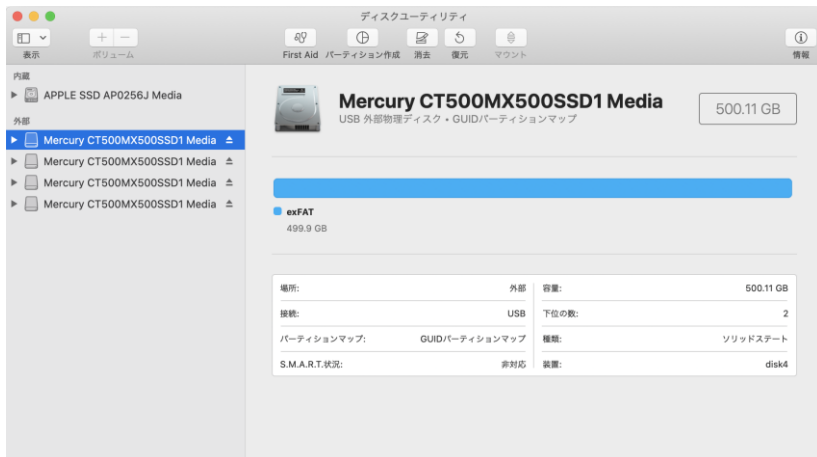 ディスクユーティリティ
表示
ボリューム
First Aid パーティション作成 消去 復元 マウント
情報
内蔵
APPLE SSD AP0256J Media
外部
Mercury CT500MX500SSD1 Media
Mercury CT500MX500SSD1 Media
Mercury CT500MX500SSD1 Media
Mercury CT500MX500SSD1 Media
Mercury CT500MX500SSD1 Media
USB 外部物理ディスク • GUIDパーティションマップ
500.11 GB
exFAT
499.9 GB
場所: 外部
容量: 500.11 GB
接続: USB
下位の数: 2
パーティションマップ: GUIDパーティションマップ
種類: ソリッドステート
S.M.A.R.T.状況: 非対応
装置: disk4